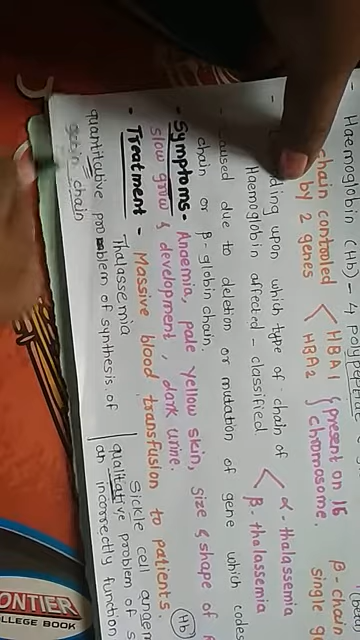 - Haemoglobin (Hb) - 4
chain controuled by 2 genes < HBA1 HBA2 } present on 16 chromosome.
β-chain
single
- ding upon which type of chain of Haemoglobin affected - classified. < α-thalassemia β-thalassemia
caused due to deletion or mutation of gene which codes
chain or β-globin chain.
• Symptoms - Anaemia, pale yellow skin, size & shape of
slow grow & development, dark urine.
• Treatment - Massive blood transfusion to patients.
Hb
Thalassemia
quantitative problem of synthesis of
globin chain
Sickle cell
qualitative problem of
an incorrectly function
ONTIER
LLEGE BOOK